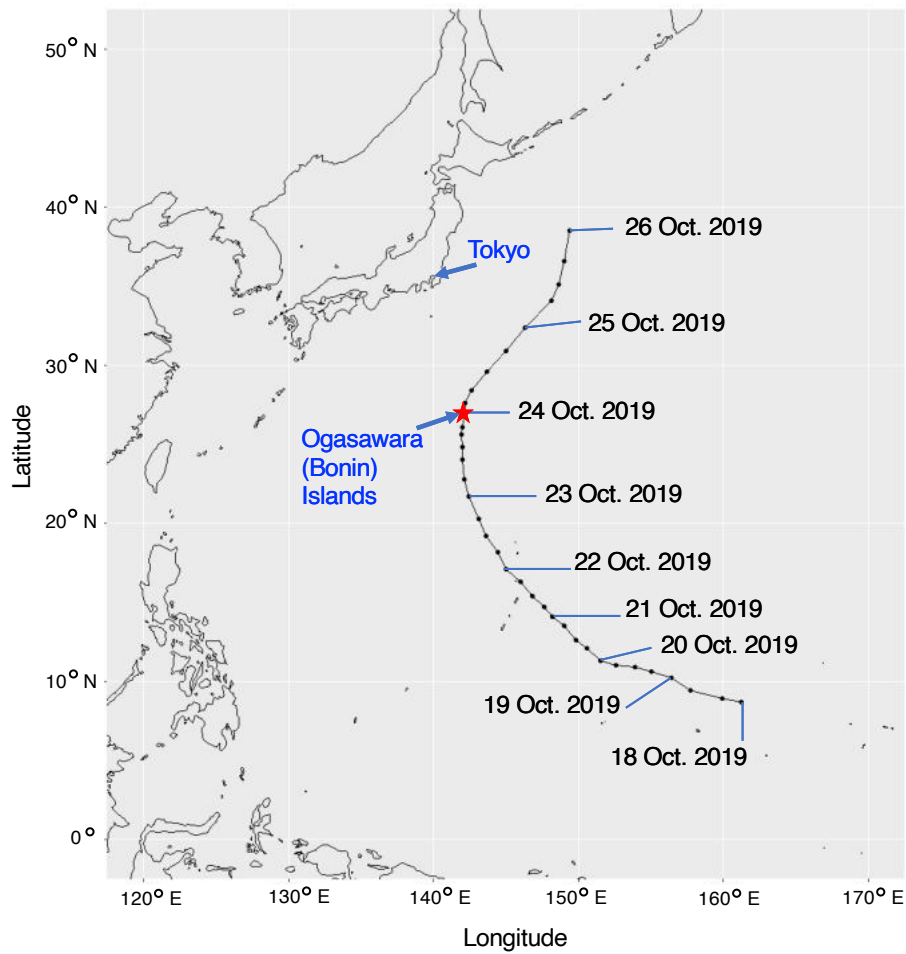 50° N
40° N
30° N
20° N
10° N
0°
Latitude
26 Oct. 2019
Tokyo
25 Oct. 2019
24 Oct. 2019
Ogasawara
(Bonin)
Islands
23 Oct. 2019
22 Oct. 2019
21 Oct. 2019
20 Oct. 2019
19 Oct. 2019
18 Oct. 2019
120° E
130° E
140° E
150° E
160° E
170° E
Longitude